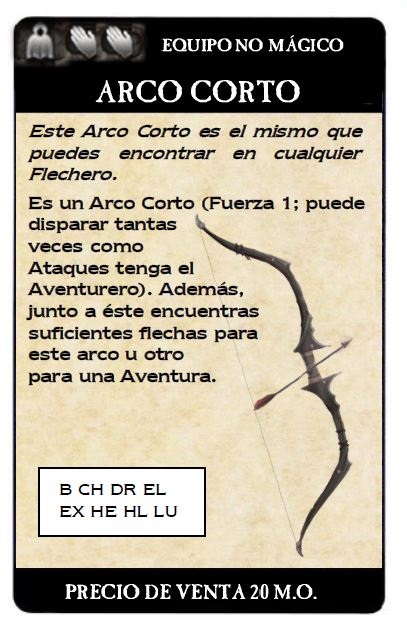 EQUIPO NO MÁGICO
ARCO CORTO
Este Arco Corto es el mismo que
puedes encontrar en cualquier
Flechero.
Es un Arco Corto (Fuerza 1; puede
disparar tantas
veces como
Ataques tenga el
Aventurero). Además,
junto a éste encuentras
suficientes flechas para
este arco u otro
para una Aventura.
B CH DR EL
EX HE HL LU
PRECIO DE VENTA 20 M.O.